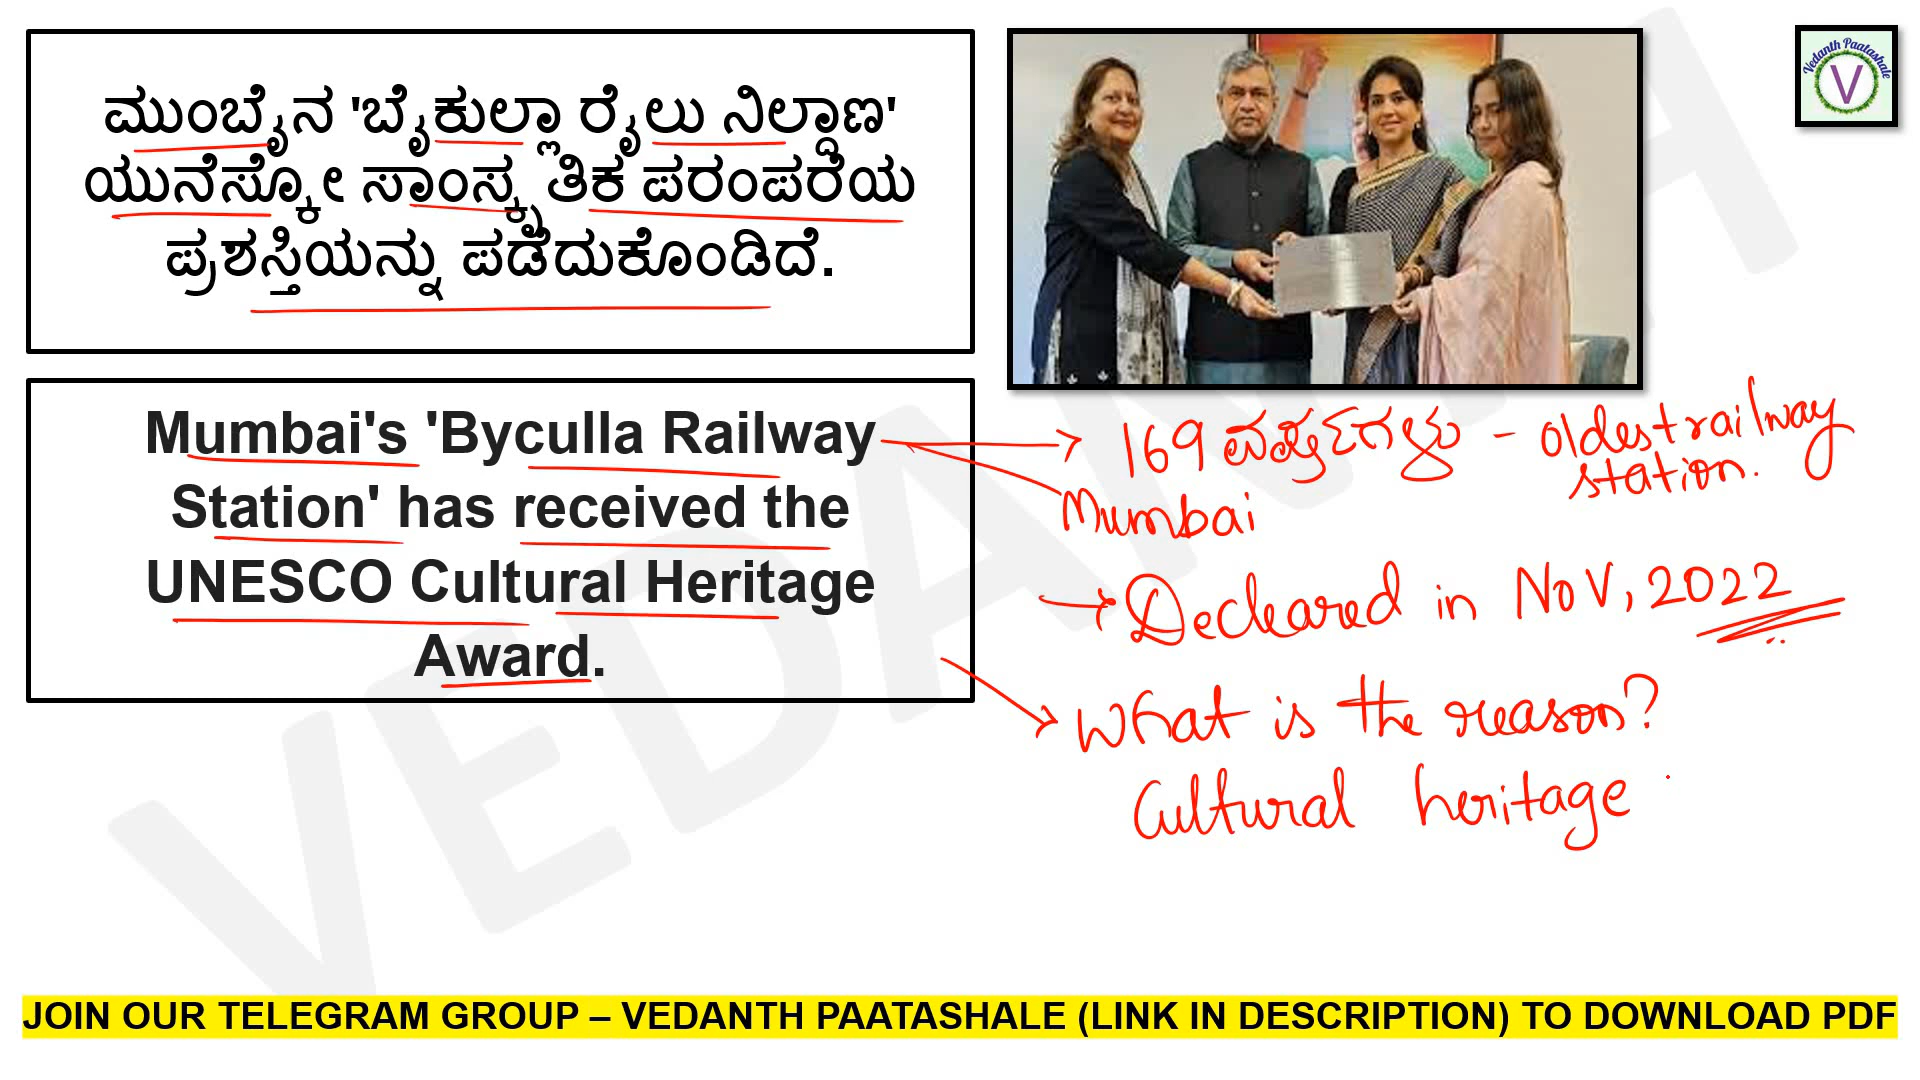 ಮುಂಬೈನ 'ಬೈಕುಲ್ಲಾ ರೈಲು ನಿಲ್ದಾಣ'
ಯುನೆಸ್ಕೋ ಸಾಂಸ್ಕೃತಿಕ ಪರಂಪರೆಯ
ಪ್ರಶಸ್ತಿಯನ್ನು ಪಡೆದುಕೊಂಡಿದೆ.
Mumbai's 'Byculla Railway
Station' has received the
UNESCO Cultural Heritage
Award.
Vedanth Paatashale
V
169 ವರ್ಷಗಳು - oldest railway
station.
Mumbai
Decleared in Nov, 2022
What is the reason?
Cultural heritage
VEDANTH
JOIN OUR TELEGRAM GROUP – VEDANTH PAATASHALE (LINK IN DESCRIPTION) TO DOWNLOAD PDF